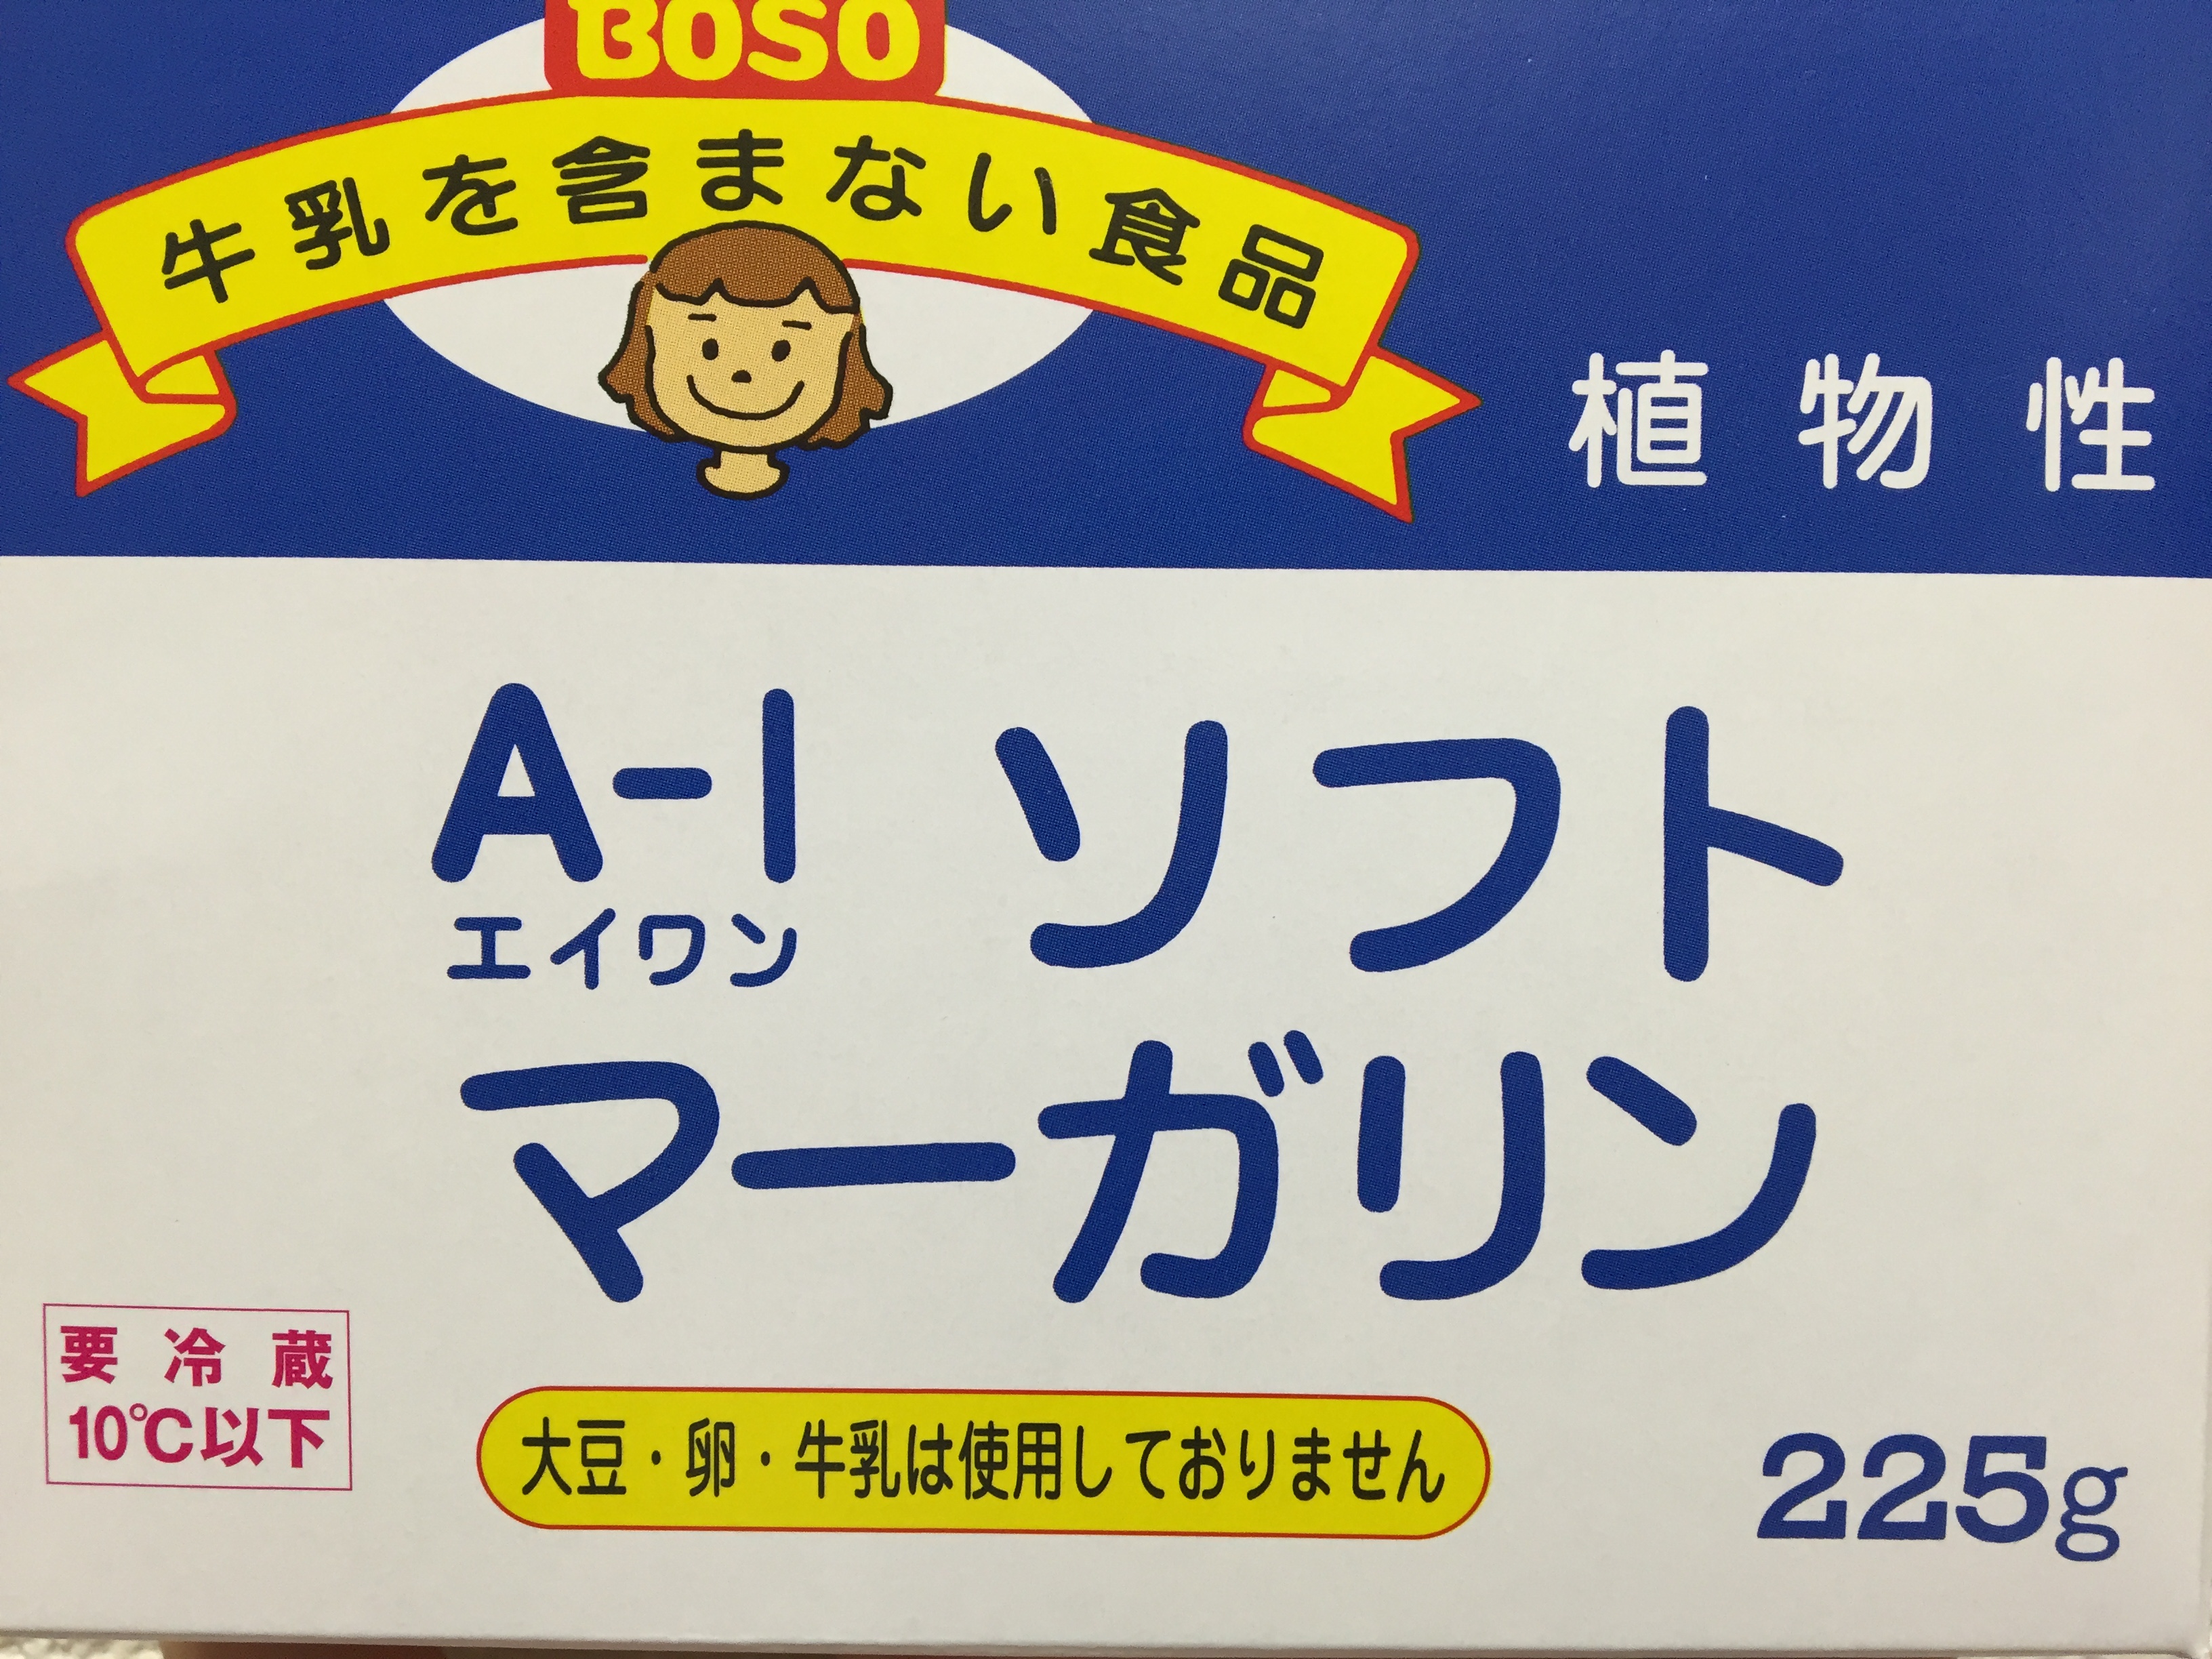 BOSO
牛乳を含まない食品
植物性
A-1 ソフト
エイワン
マーガリン
要冷蔵
10℃以下
大豆・卵・牛乳は使用しておりません
225g